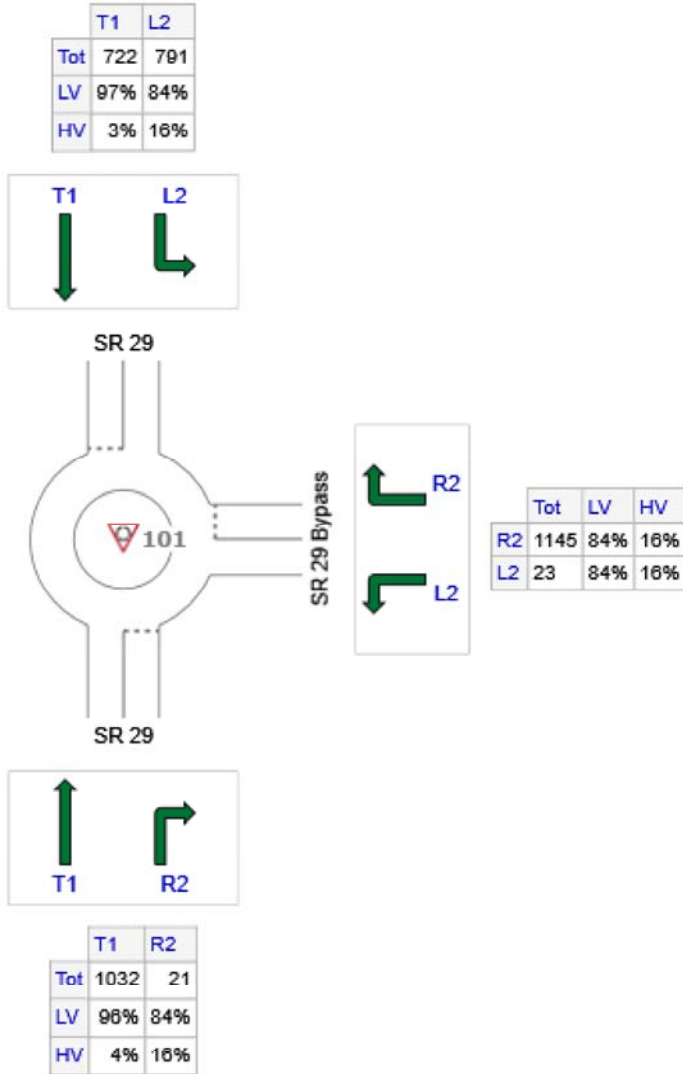 T1 L2
Tot 722 791
LV 97% 84%
HV 3% 16%
T1 L2
SR 29
101
SR 29 Bypass
R2
L2
Tot LV HV
R2 1145 84% 16%
L2 23 84% 16%
SR 29
T1 R2
T1 R2
Tot 1032 21
LV 96% 84%
HV 4% 16%